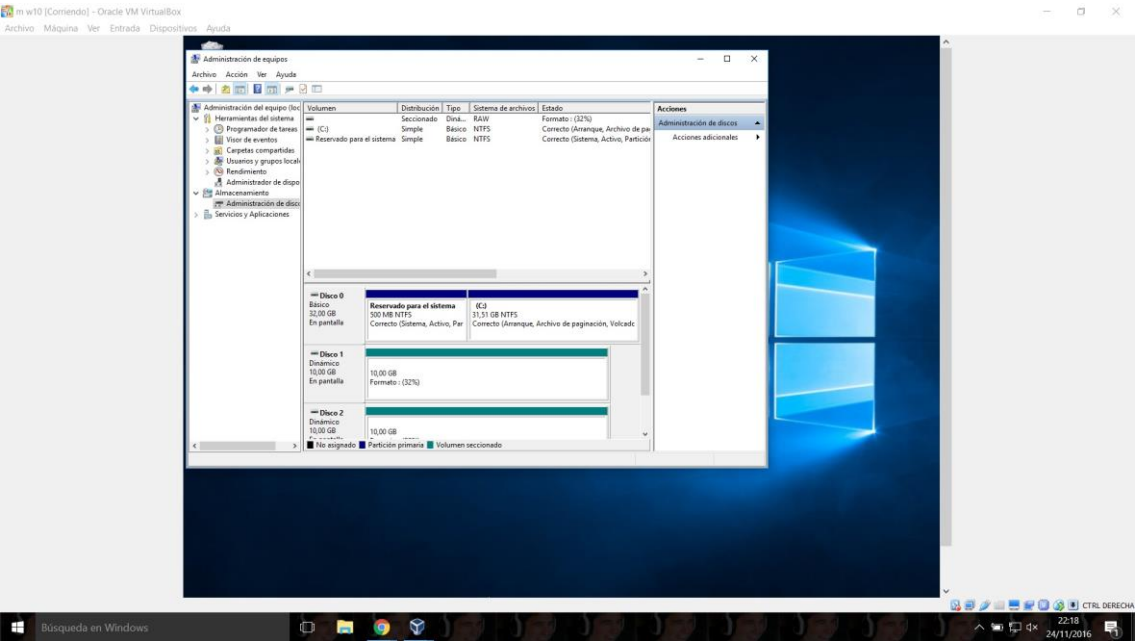 m w10 [Corriendo] - Oracle VM VirtualBox
Archivo Máquina Ver Entrada Dispositivos Ayuda
Administración de equipos
Archivo Acción Ver Ayuda
Administración del equipo (loc
Herramientas del sistema
Programador de tareas
Visor de eventos
Carpetas compartidas
Usuarios y grupos locale
Rendimiento
Administrador de dispo
Almacenamiento
Administración de disco
Servicios y Aplicaciones
Volumen Distribución Tipo Sistema de archivos Estado
Seccionado Diná... RAW Formato : (32%)
(C:) Simple Básico NTFS Correcto (Arranque, Archivo de pa
Reservado para el sistema Simple Básico NTFS Correcto (Sistema, Activo, Partición
Acciones
Administración de discos
Acciones adicionales
Disco 0
Básico
32,00 GB
En pantalla
Reservado para el sistema
500 MB NTFS
Correcto (Sistema, Activo, Par
(C:)
31,51 GB NTFS
Correcto (Arranque, Archivo de paginación, Volcado
Disco 1
Dinámico
10,00 GB
En pantalla
10,00 GB
Formato : (32%)
Disco 2
Dinámico
10,00 GB
10,00 GB
No asignado Partición primaria Volumen seccionado
CTRL DERECHA
Búsqueda en Windows
22:18
24/11/2016